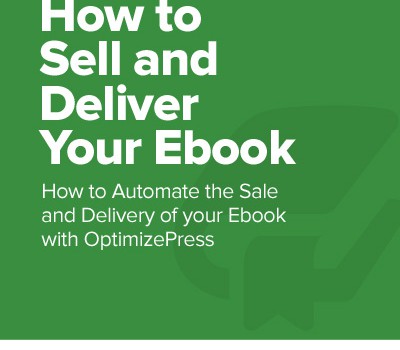 How to
Sell and
Deliver
Your Ebook
How to Automate the Sale
and Delivery of your Ebook
with OptimizePress